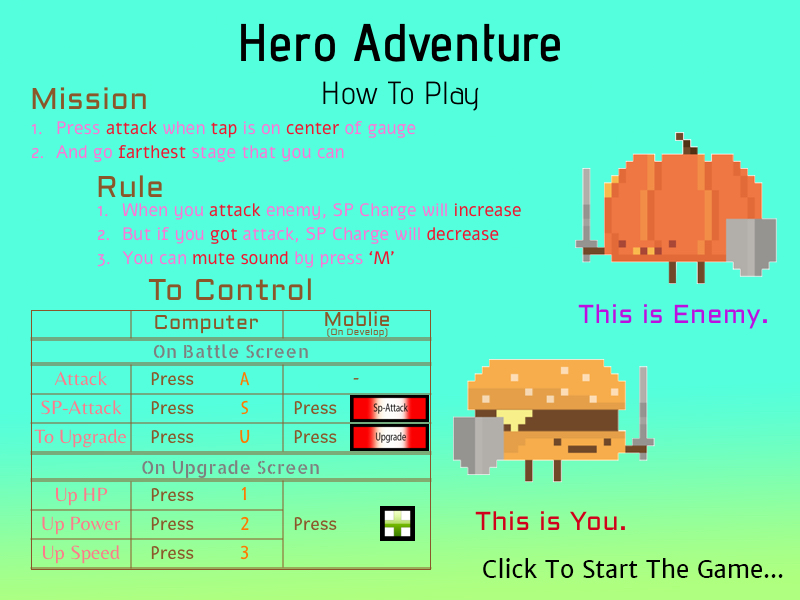 Hero Adventure
How To Play
Mission
1. Press attack when tap is on center of gauge
2. And go farthest stage that you can
Rule
1. When you attack enemy, SP Charge will increase
2. But if you got attack, SP Charge will decrease
3. You can mute sound by press ‘M’
To Control
Computer Moblie
(On Develop)
On Battle Screen
Attack Press A -
SP-Attack Press S Press Sp-Attack
To Upgrade Press U Press Upgrade
On Upgrade Screen
Up HP Press 1
Up Power Press 2 Press
Up Speed Press 3
This is Enemy.
This is You.
Click To Start The Game...